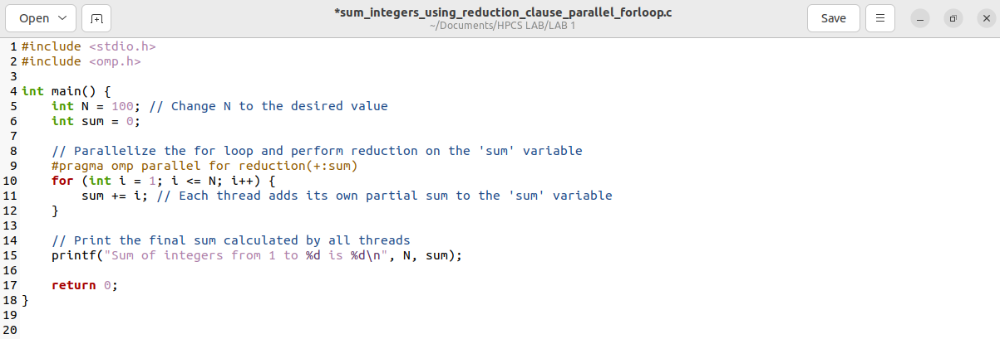 Open
*sum_integers_using_reduction_clause_parallel_forloop.c
~/Documents/HPCS LAB/LAB 1
Save
1 #include <stdio.h>
2 #include <omp.h>
3
4 int main() {
5     int N = 100; // Change N to the desired value
6     int sum = 0;
7
8     // Parallelize the for loop and perform reduction on the 'sum' variable
9     #pragma omp parallel for reduction(+:sum)
10     for (int i = 1; i <= N; i++) {
11         sum += i; // Each thread adds its own partial sum to the 'sum' variable
12     }
13
14     // Print the final sum calculated by all threads
15     printf("Sum of integers from 1 to %d is %d\n", N, sum);
16
17     return 0;
18 }
19
20